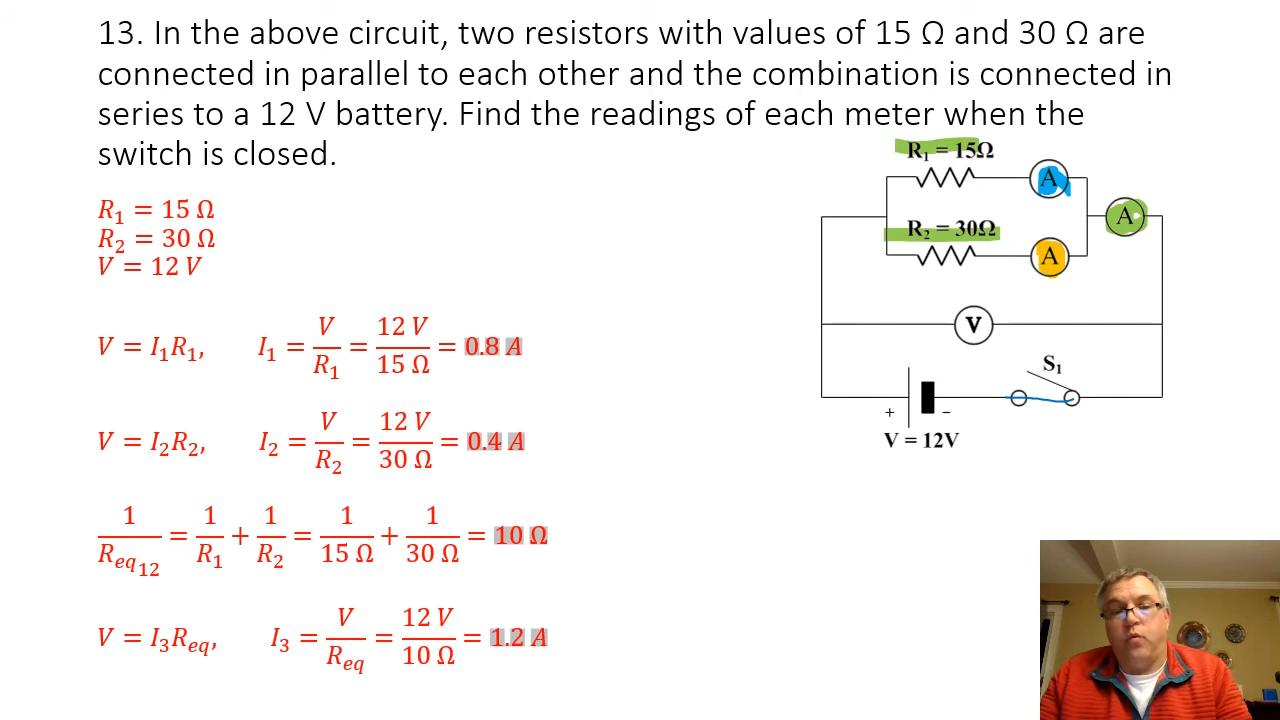 13. In the above circuit, two resistors with values of 15 Ω and 30 Ω are
connected in parallel to each other and the combination is connected in
series to a 12 V battery. Find the readings of each meter when the
switch is closed.
R₁ = 15 Ω
R₂ = 30 Ω
V = 12 V
V = I₁R₁, I₁ = V/R₁ = 12 V/15 Ω = 0.8 A
V = I₂R₂, I₂ = V/R₂ = 12 V/30 Ω = 0.4 A
1/R_eq₁₂ = 1/R₁ + 1/R₂ = 1/15 Ω + 1/30 Ω = 10 Ω
V = I₃R_eq, I₃ = V/R_eq = 12 V/10 Ω = 1.2 A
R₁ = 15Ω
A
A
R₂ = 30Ω
A
V
S₁
+ −
V = 12V